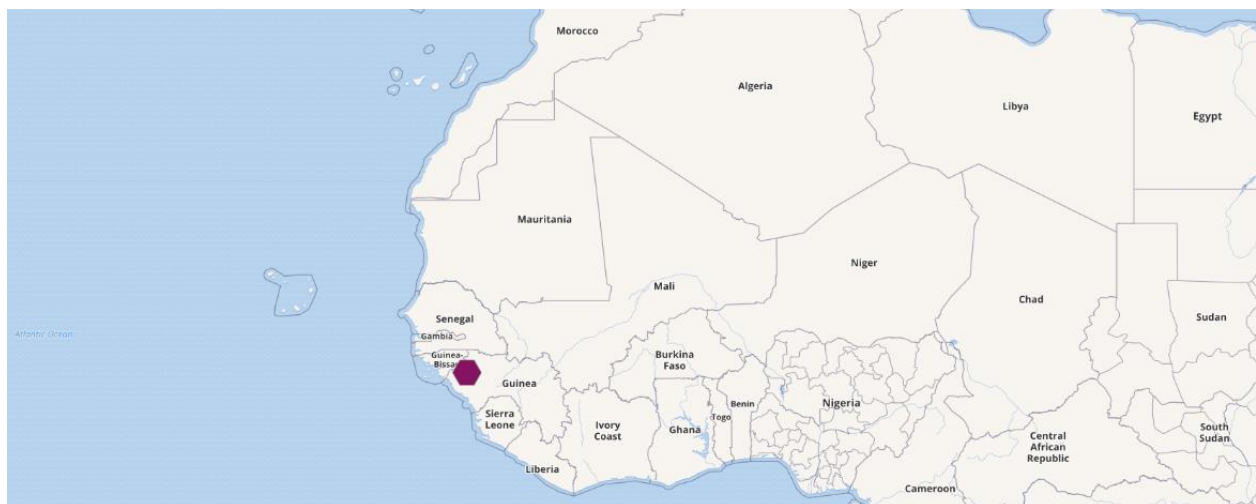 Morocco
Algeria
Libya
Egypt
Mauritania
Mali
Niger
Chad
Sudan
Atlantic Ocean
Senegal
Gambia
Guinea-
Bissau
Guinea
Burkina
Faso
Sierra
Leone
Ivory
Coast
Ghana
Togo
Benin
Nigeria
Liberia
Cameroon
Central
African
Republic
South
Sudan